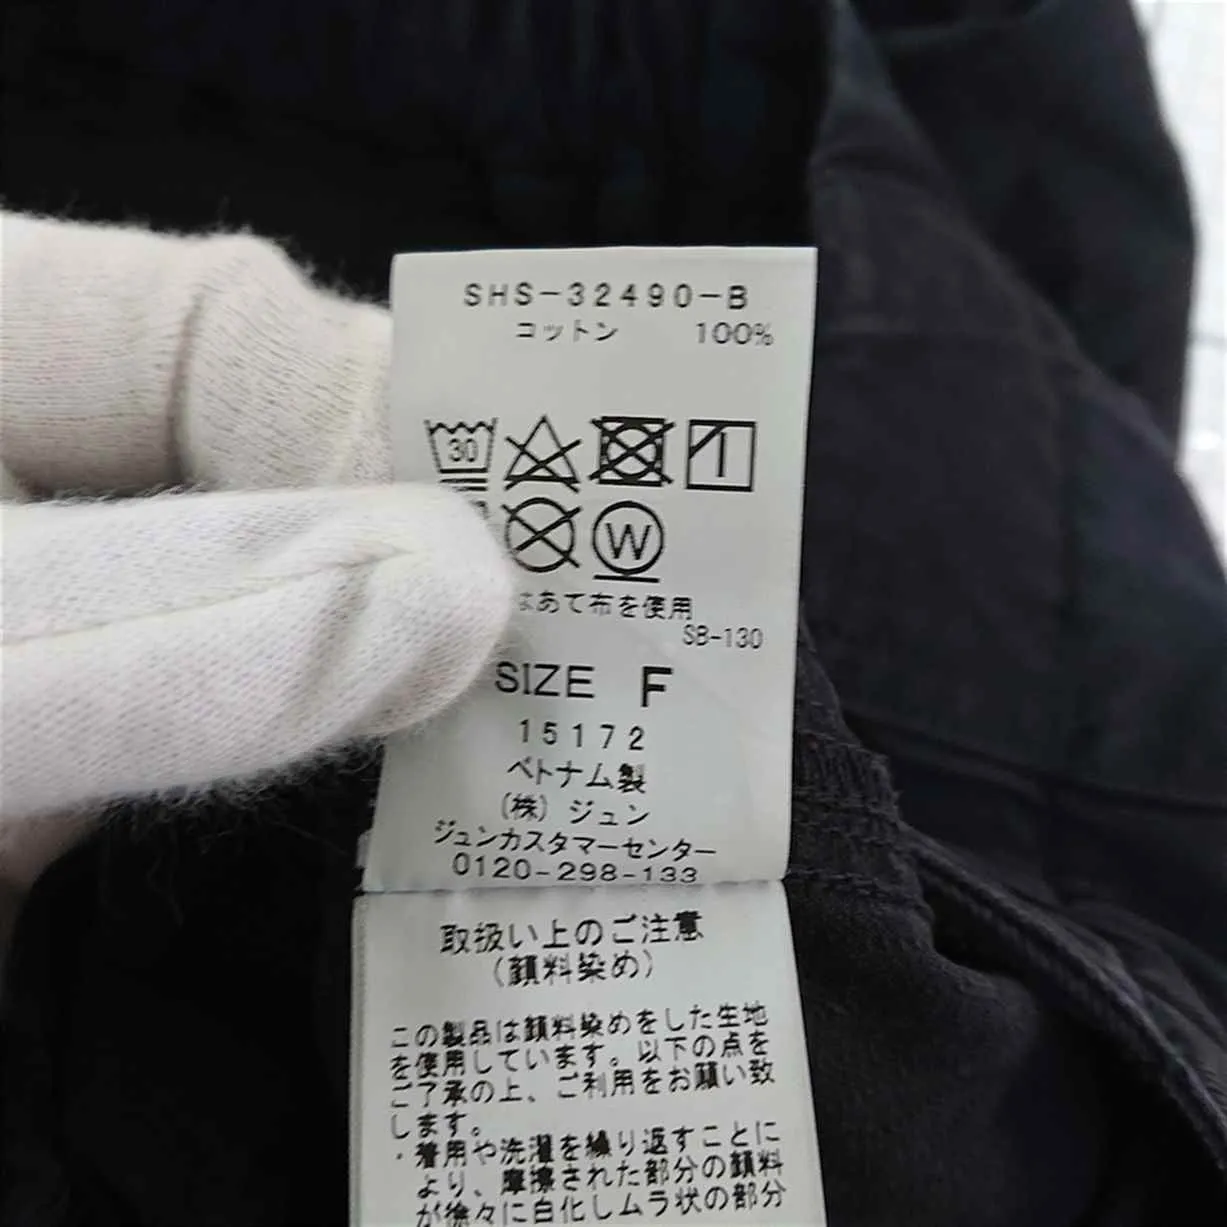 SHS-32490-B
コットン 100%
30
W
あて布を使用
SB-130
SIZE F
15172
ベトナム製
(株) ジュン
ジュンカスタマーセンター
0120-298-133
取扱い上のご注意
(顔料染め)
この製品は顔料染めをした生地
を使用しています。以下の点を
ご了承の上、ご利用をお願い致
します。
・着用や洗濯を繰り返すことに
より、摩擦された部分の顔料
が徐々に白化しムラ状の部分